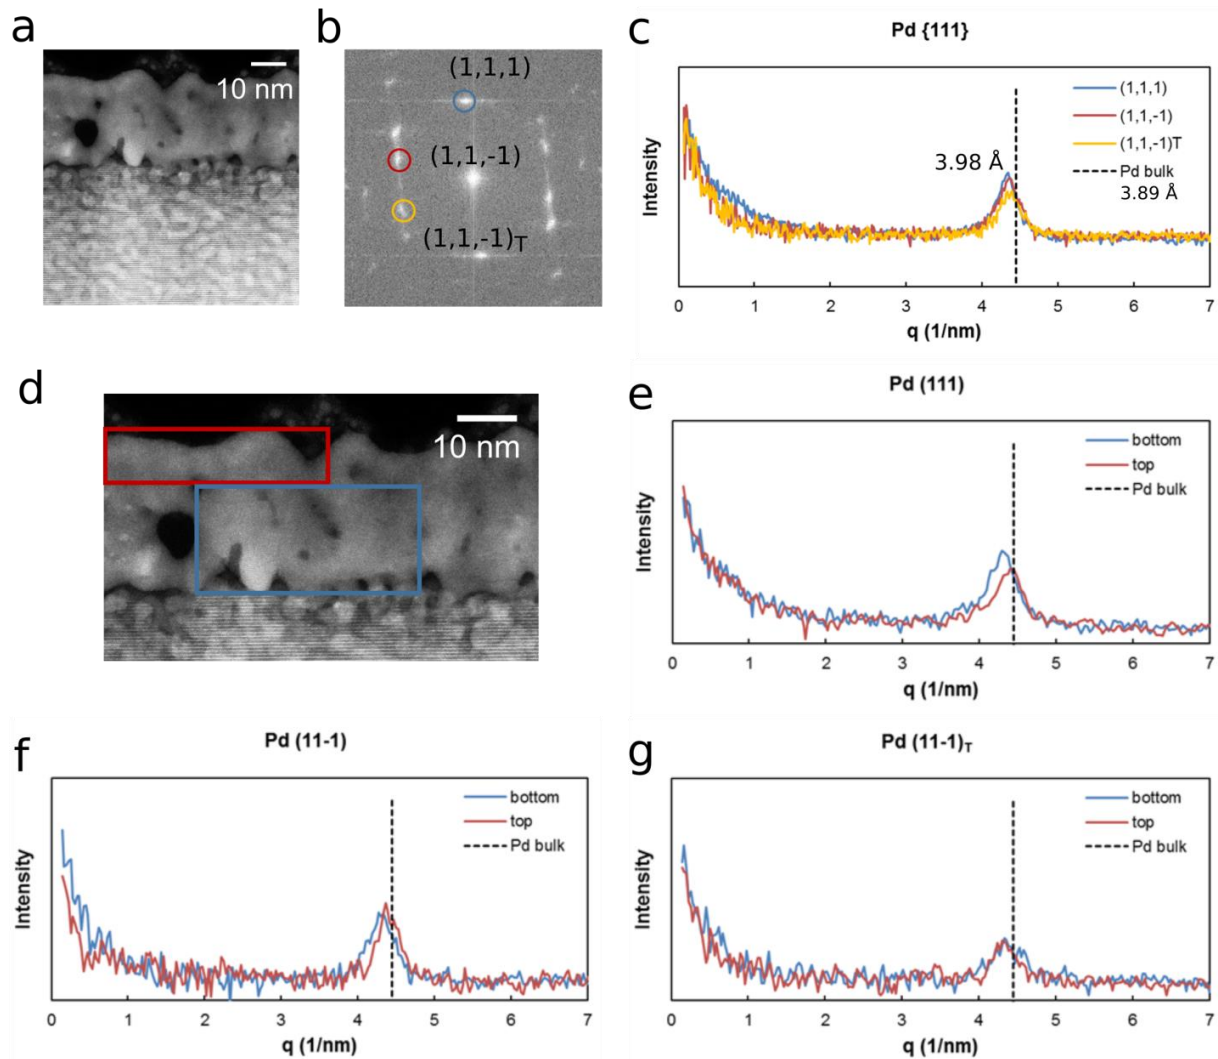 a
10 nm
b
(1,1,1)
(1,1,-1)
(1,1,-1)T
c
Pd {111}
Intensity
3.98 Å
(1,1,1)
(1,1,-1)
(1,1,-1)T
Pd bulk
3.89 Å
0 1 2 3 4 5 6 7
q (1/nm)
d
10 nm
e
Pd (111)
Intensity
bottom
top
Pd bulk
0 1 2 3 4 5 6 7
q (1/nm)
f
Pd (11-1)
Intensity
bottom
top
Pd bulk
0 1 2 3 4 5 6 7
q (1/nm)
g
Pd (11-1)T
Intensity
bottom
top
Pd bulk
0 1 2 3 4 5 6 7
q (1/nm)